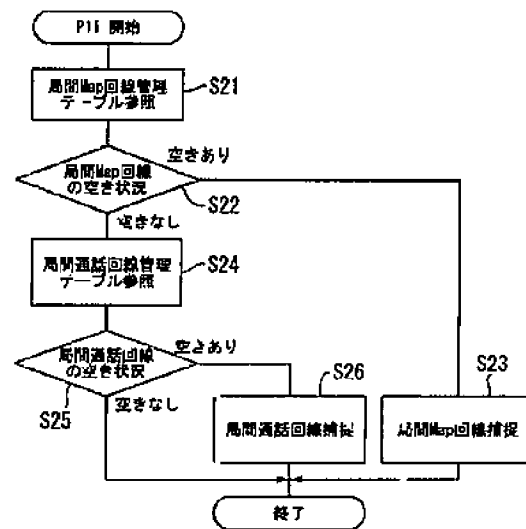 P16 開始
局間Map回線管理
テーブル参照
S21
局間Map回線
の空き状況
空きあり
S22
空きなし
局間通話回線管理
テーブル参照
S24
局間通話回線
の空き状況
空きあり
S25
空きなし
S26
局間通話回線捕捉
S23
局間Map回線捕捉
終了